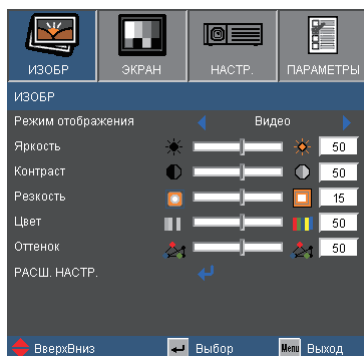 ИЗОБР ЭКРАН НАСТР. ПАРАМЕТРЫ
ИЗОБР
Режим отображения Видео
Яркость 50
Контраст 50
Резкость 15
Цвет 50
Оттенок 50
РАСШ. НАСТР.
ВверхВниз Выбор Menu Выход